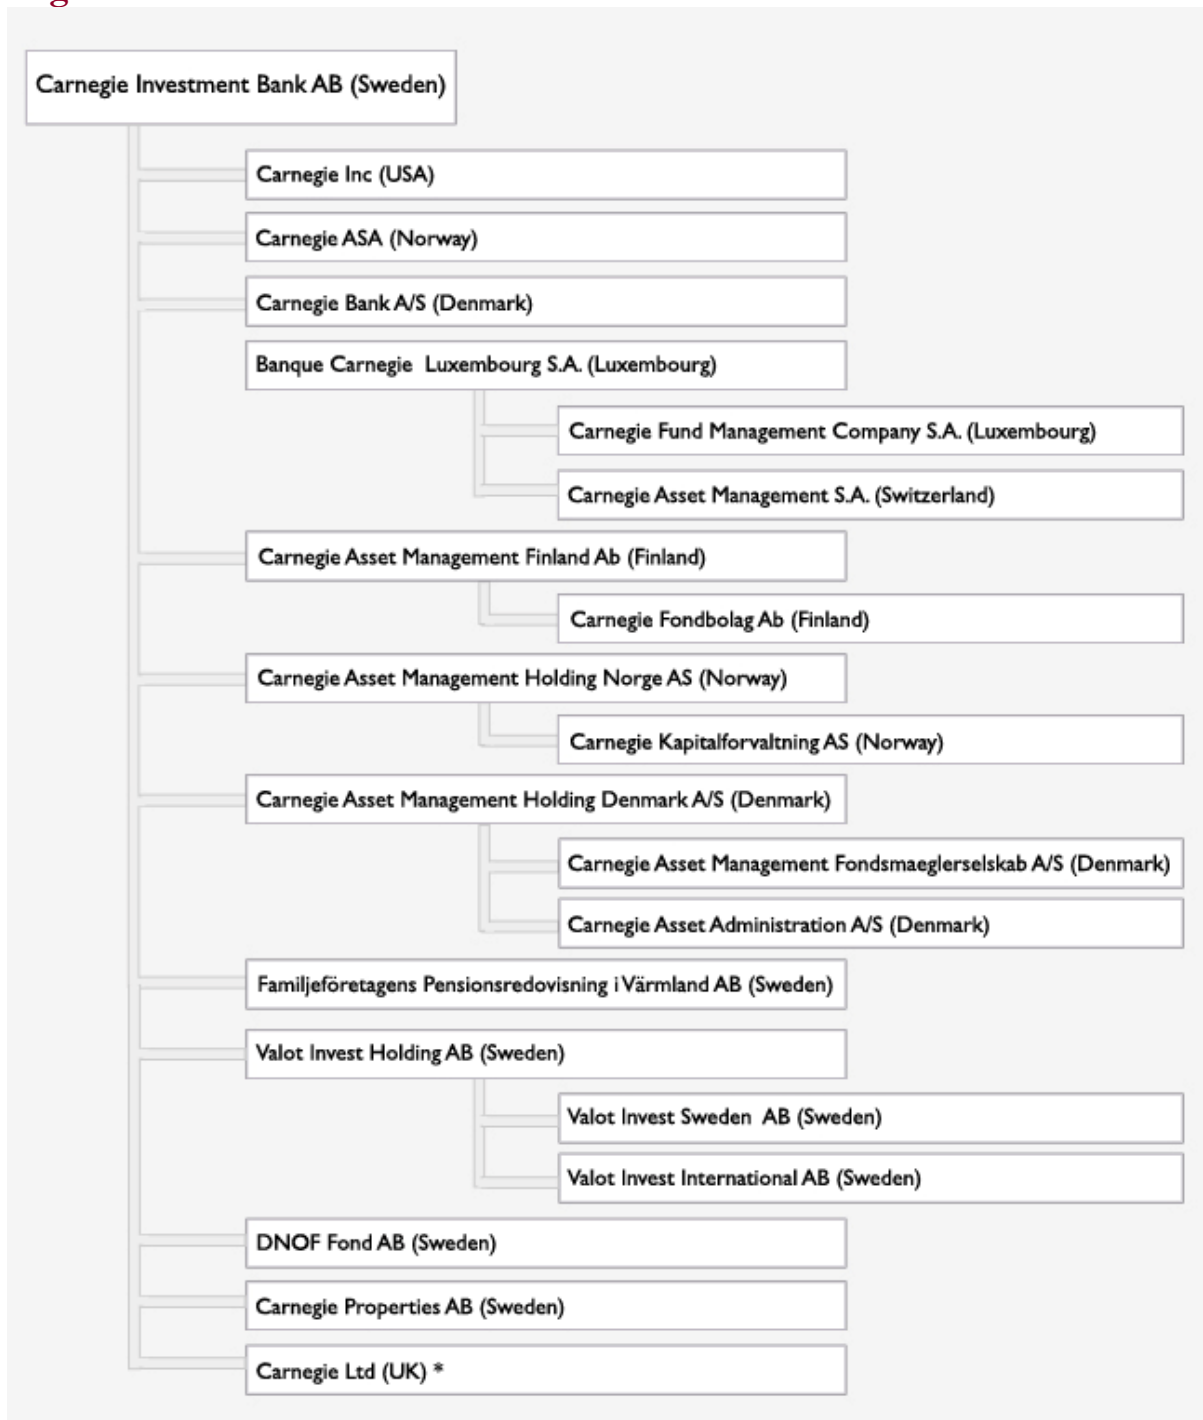 Carnegie Investment Bank AB (Sweden)
Carnegie Inc (USA)
Carnegie ASA (Norway)
Carnegie Bank A/S (Denmark)
Banque Carnegie Luxembourg S.A. (Luxembourg)
Carnegie Fund Management Company S.A. (Luxembourg)
Carnegie Asset Management S.A. (Switzerland)
Carnegie Asset Management Finland Ab (Finland)
Carnegie Fondbolag Ab (Finland)
Carnegie Asset Management Holding Norge AS (Norway)
Carnegie Kapitalforvaltning AS (Norway)
Carnegie Asset Management Holding Denmark A/S (Denmark)
Carnegie Asset Management Fondsmaeglerselskab A/S (Denmark)
Carnegie Asset Administration A/S (Denmark)
Familjeföretagens Pensionsredovisning i Värmland AB (Sweden)
Valot Invest Holding AB (Sweden)
Valot Invest Sweden AB (Sweden)
Valot Invest International AB (Sweden)
DNOF Fond AB (Sweden)
Carnegie Properties AB (Sweden)
Carnegie Ltd (UK) *